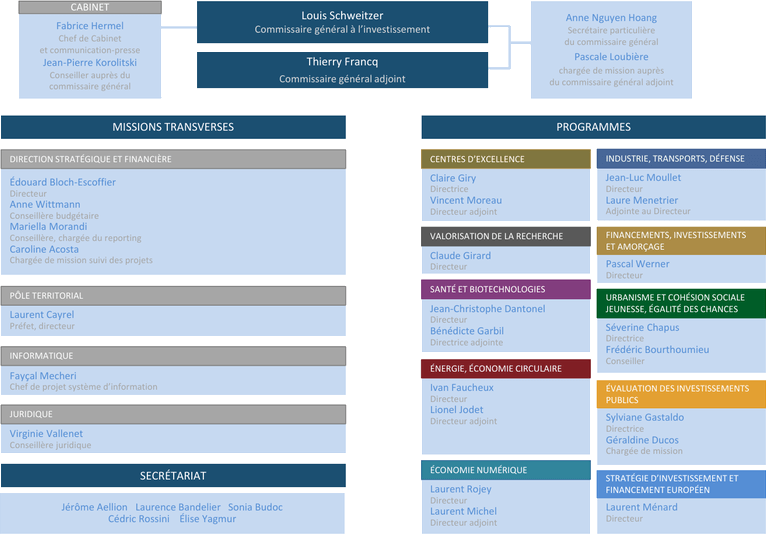 CABINET
Fabrice Hermel
Chef de Cabinet
et communication-presse
Jean-Pierre Korolitski
Conseiller auprès du
commissaire général
Louis Schweitzer
Commissaire général à l'investissement
Thierry Francq
Commissaire général adjoint
Anne Nguyen Hoang
Secrétaire particulière
du commissaire général
Pascale Loubière
chargée de mission auprès
du commissaire général adjoint
MISSIONS TRANSVERSES
DIRECTION STRATÉGIQUE ET FINANCIÈRE
Édouard Bloch-Escoffier
Directeur
Anne Wittmann
Conseillère budgétaire
Mariella Morandi
Conseillère, chargée du reporting
Caroline Acosta
Chargée de mission suivi des projets
PÔLE TERRITORIAL
Laurent Cayrel
Préfet, directeur
INFORMATIQUE
Fayçal Mecheri
Chef de projet système d'information
JURIDIQUE
Virginie Vallenet
Conseillère juridique
SECRÉTARIAT
Jérôme Aellion Laurence Bandelier Sonia Budoc
Cédric Rossini Élise Yagmur
PROGRAMMES
CENTRES D'EXCELLENCE
Claire Giry
Directrice
Vincent Moreau
Directeur adjoint
VALORISATION DE LA RECHERCHE
Claude Girard
Directeur
SANTÉ ET BIOTECHNOLOGIES
Jean-Christophe Dantonel
Directeur
Bénédicte Garbil
Directrice adjointe
ÉNERGIE, ÉCONOMIE CIRCULAIRE
Ivan Faucheux
Directeur
Lionel Jodet
Directeur adjoint
ÉCONOMIE NUMÉRIQUE
Laurent Rojey
Directeur
Laurent Michel
Directeur adjoint
INDUSTRIE, TRANSPORTS, DÉFENSE
Jean-Luc Moullet
Directeur
Laure Menetrier
Adjointe au Directeur
FINANCEMENTS, INVESTISSEMENTS
ET AMORÇAGE
Pascal Werner
Directeur
URBANISME ET COHÉSION SOCIALE
JEUNESSE, ÉGALITÉ DES CHANCES
Séverine Chapus
Directrice
Frédéric Bourthoumieu
Conseiller
ÉVALUATION DES INVESTISSEMENTS
PUBLICS
Sylviane Gastaldo
Directrice
Géraldine Ducos
Chargée de mission
STRATÉGIE D'INVESTISSEMENT ET
FINANCEMENT EUROPÉEN
Laurent Ménard
Directeur